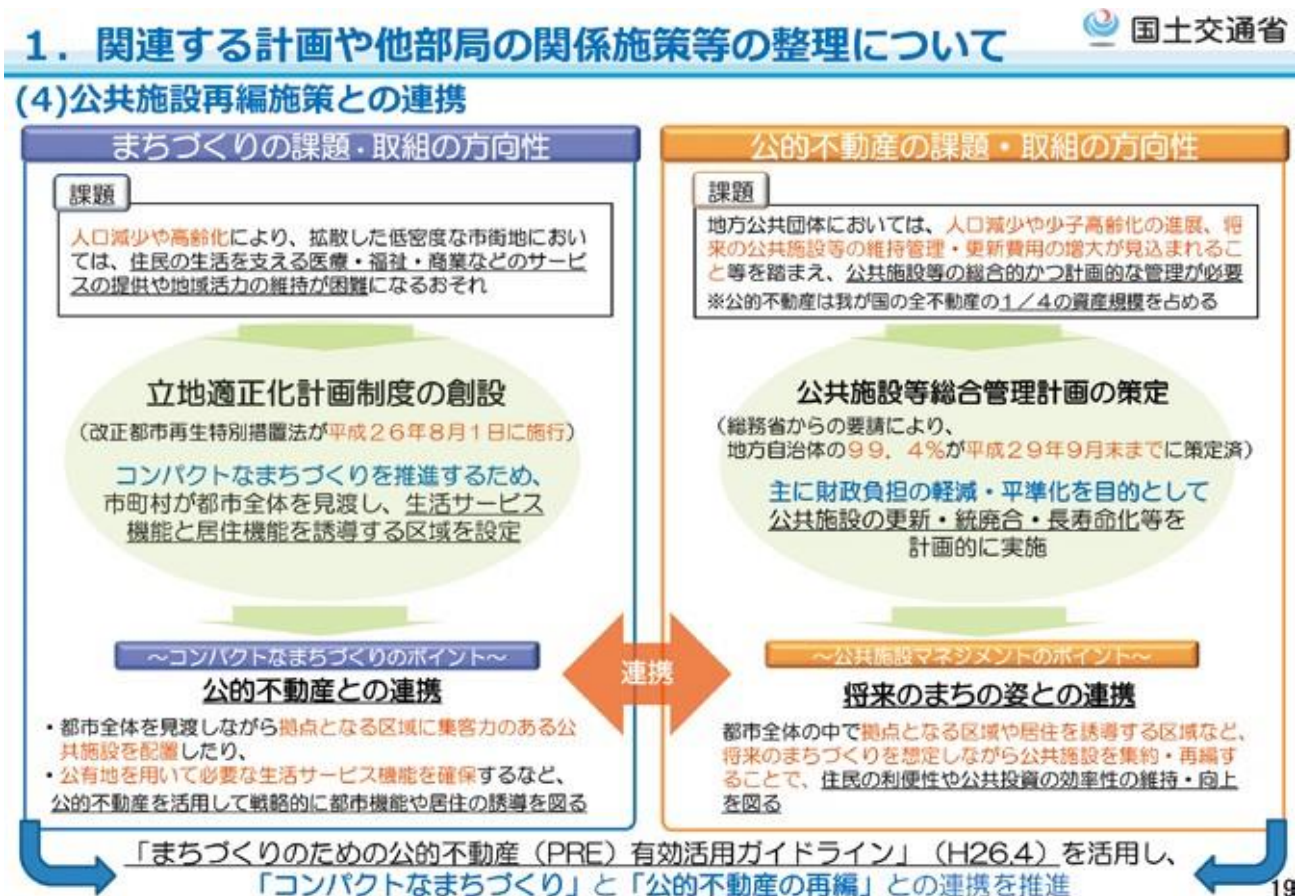 1．関連する計画や他部局の関係施策等の整理について
国土交通省
(4)公共施設再編施策との連携
まちづくりの課題・取組の方向性
課題
人口減少や高齢化により、拡散した低密度な市街地におい
ては、住民の生活を支える医療・福祉・商業などのサービ
スの提供や地域活力の維持が困難になるおそれ
立地適正化計画制度の創設
（改正都市再生特別措置法が平成２６年８月１日に施行）
コンパクトなまちづくりを推進するため、
市町村が都市全体を見渡し、生活サービス
機能と居住機能を誘導する区域を設定
～コンパクトなまちづくりのポイント～
公的不動産との連携
・都市全体を見渡しながら拠点となる区域に集客力のある公
共施設を配置したり、
・公有地を用いて必要な生活サービス機能を確保するなど、
公的不動産を活用して戦略的に都市機能や居住の誘導を図る
連携
公的不動産の課題・取組の方向性
課題
地方公共団体においては、人口減少や少子高齢化の進展、将
来の公共施設等の維持管理・更新費用の増大が見込まれるこ
と等を踏まえ、公共施設等の総合的かつ計画的な管理が必要
※公的不動産は我が国の全不動産の１／４の資産規模を占める
公共施設等総合管理計画の策定
（総務省からの要請により、
地方自治体の９９．４％が平成２９年９月末までに策定済）
主に財政負担の軽減・平準化を目的として
公共施設の更新・統廃合・長寿命化等を
計画的に実施
～公共施設マネジメントのポイント～
将来のまちの姿との連携
都市全体の中で拠点となる区域や居住を誘導する区域など、
将来のまちづくりを想定しながら公共施設を集約・再編す
ることで、住民の利便性や公共投資の効率性の維持・向上
を図る
「まちづくりのための公的不動産（PRE）有効活用ガイドライン」（H26.4）を活用し、
「コンパクトなまちづくり」と「公的不動産の再編」との連携を推進
19